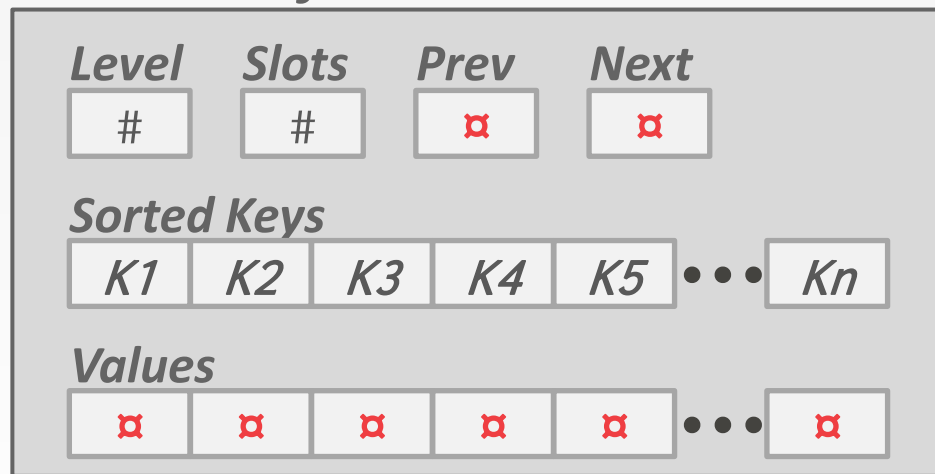 Level Slots Prev Next
# # ¤ ¤
Sorted Keys
K1 K2 K3 K4 K5 ••• Kn
Values
¤ ¤ ¤ ¤ ¤ ••• ¤